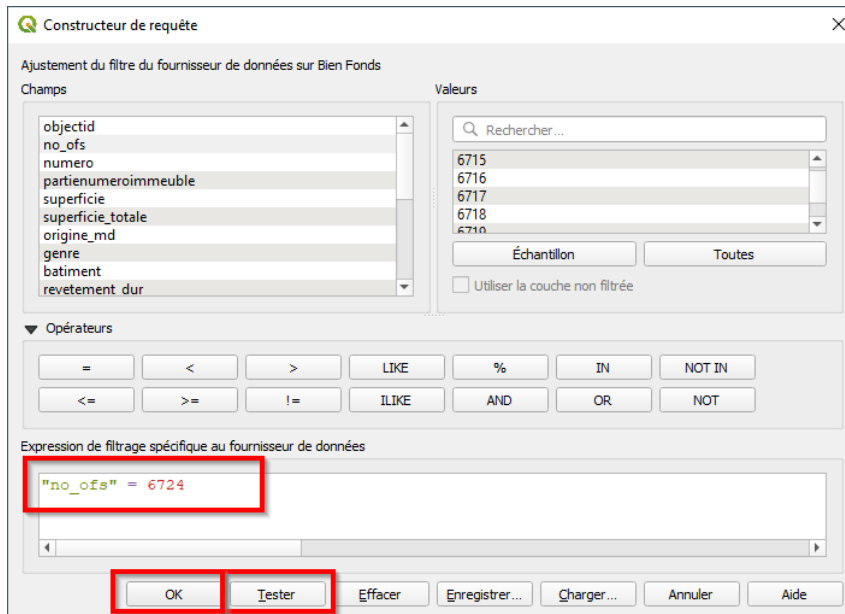 Constructeur de requête
Ajustement du filtre du fournisseur de données sur Bien Fonds
Champs
objectid
no_ofs
numero
partienumeroimmeuble
superficie
superficie_totale
origine_md
genre
batiment
revetement_dur
Valeurs
Rechercher...
6715
6716
6717
6718
6719
Échantillon Toutes
Utiliser la couche non filtrée
Opérateurs
= < > LIKE % IN NOT IN
<= >= != ILIKE AND OR NOT
Expression de filtrage spécifique au fournisseur de données
"no_ofs" = 6724
OK Tester Effacer Enregistrer... Charger... Annuler Aide